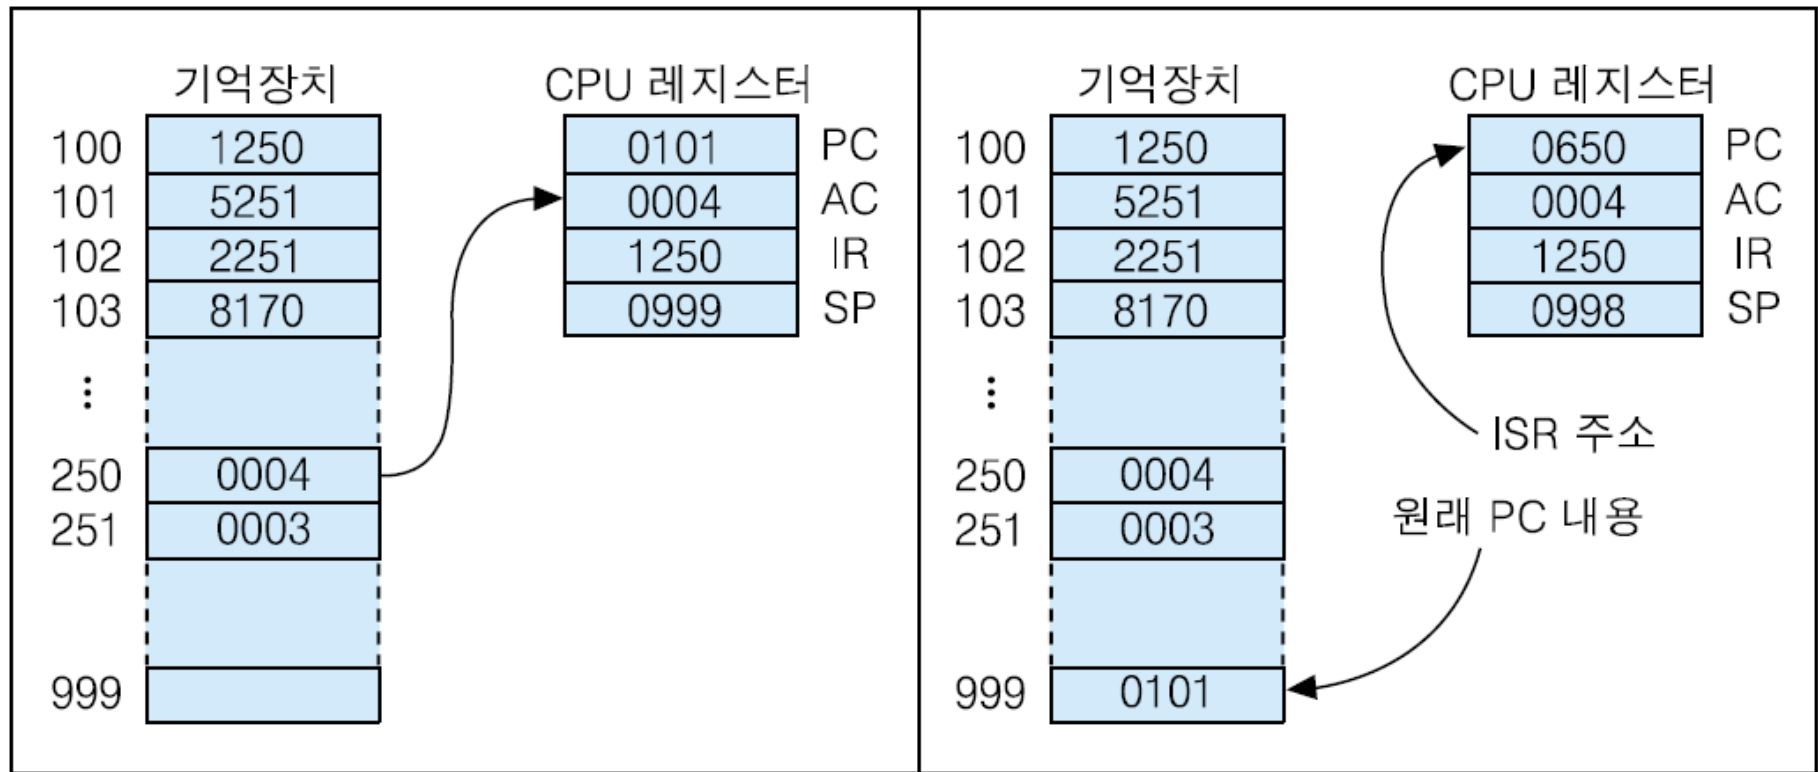 기억장치 CPU 레지스터
100 1250 0101 PC
101 5251 0004 AC
102 2251 1250 IR
103 8170 0999 SP
⋮
250 0004
251 0003
999
기억장치 CPU 레지스터
100 1250 0650 PC
101 5251 0004 AC
102 2251 1250 IR
103 8170 0998 SP
⋮
ISR 주소
250 0004
원래 PC 내용
251 0003
999 0101